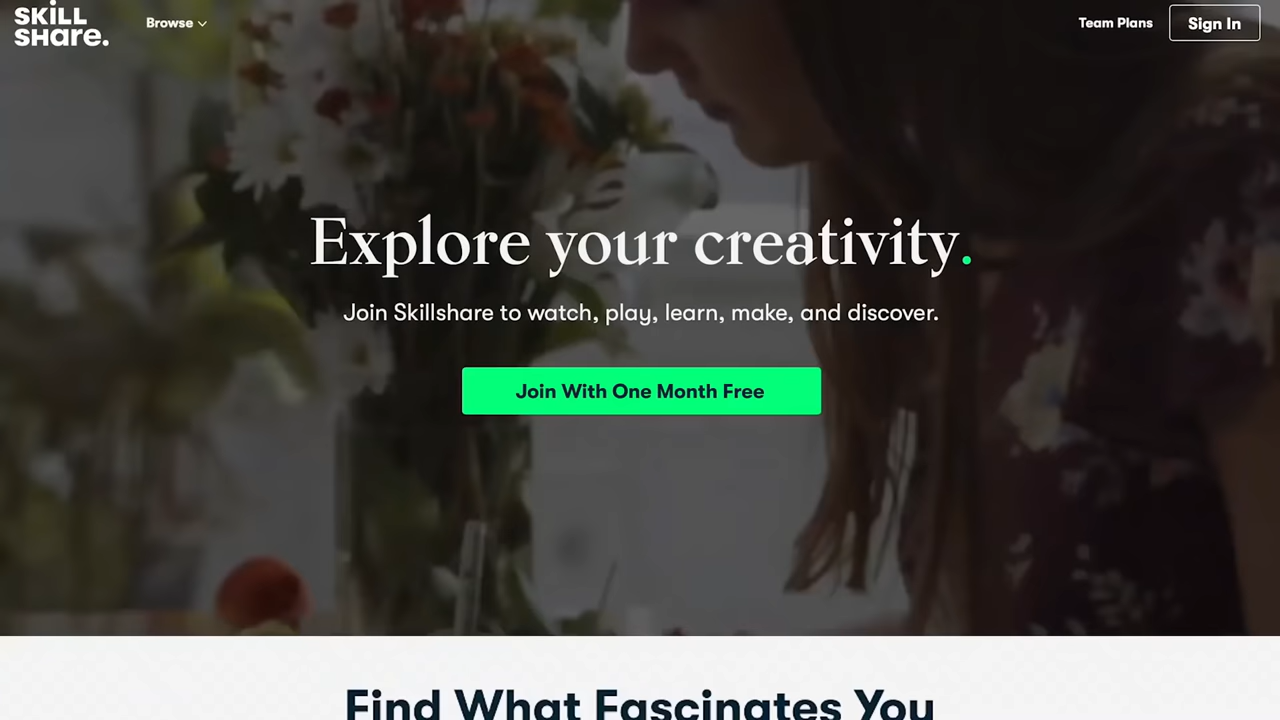 SKILL
SHare.
Browse
Team Plans
Sign In
Explore your creativity.
Join Skillshare to watch, play, learn, make, and discover.
Join With One Month Free
Find What Fascinates You